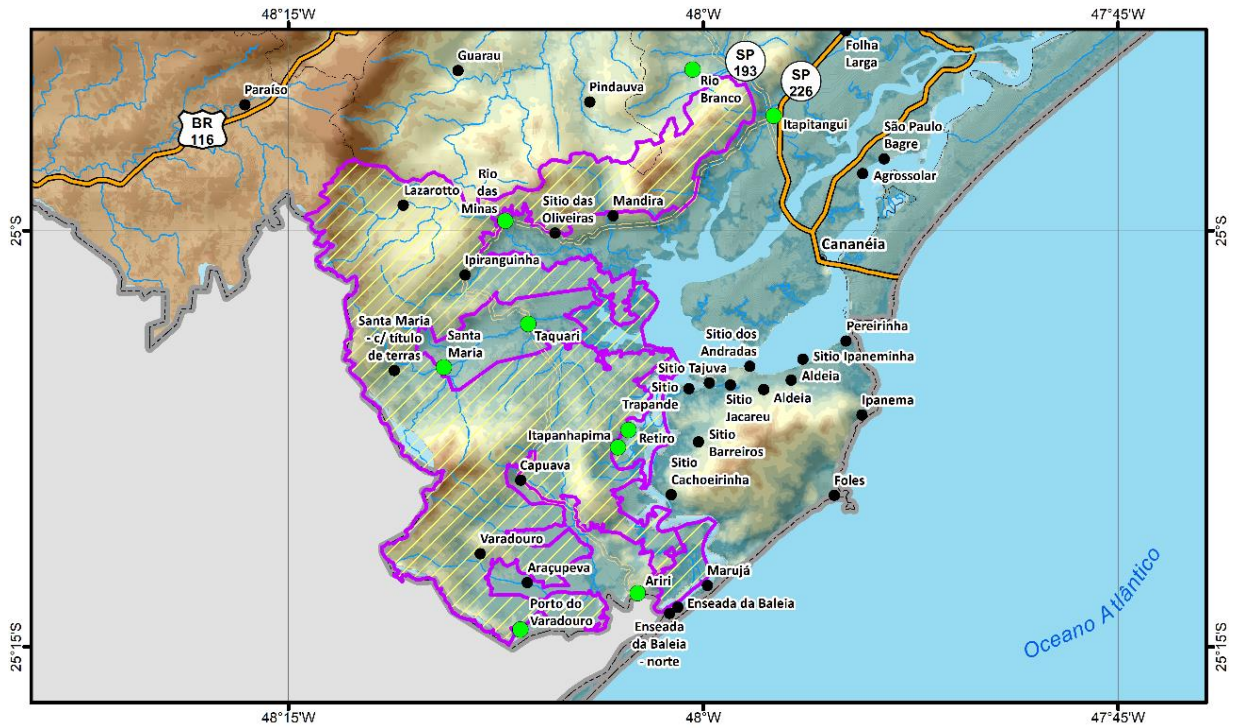 48°15'W
48°W
47°45'W
Guarau
Paraíso
Pindauva
BR
116
Rio
Branco
SP
193
SP
226
Folha
Larga
Itapitangui
São Paulo
Bagre
Agrossolar
Lazarotto
Rio
das
Minas
Sitio das
Oliveiras
Mandira
25°S
25°S
Cananéia
Ipiranguinha
Santa Maria
- c/ título
de terras
Santa
Maria
Taquari
Sitio dos
Andradas
Pereirinha
Sitio Ipaneminha
Sitio Tajuva
Sitio
Trapande
Sitio
Jacareu
Aldeia
Aldeia
Ipanema
Itapanhapima
Retiro
Sitio
Barreiros
Capuava
Sitio
Cachoeirinha
Foles
Varadouro
Araçupeva
Ariri
Marujá
Porto do
Varadouro
Enseada da Baleia
Enseada
da Baleia
- norte
Oceano Atlântico
25°15'S
25°15'S
48°15'W
48°W
47°45'W